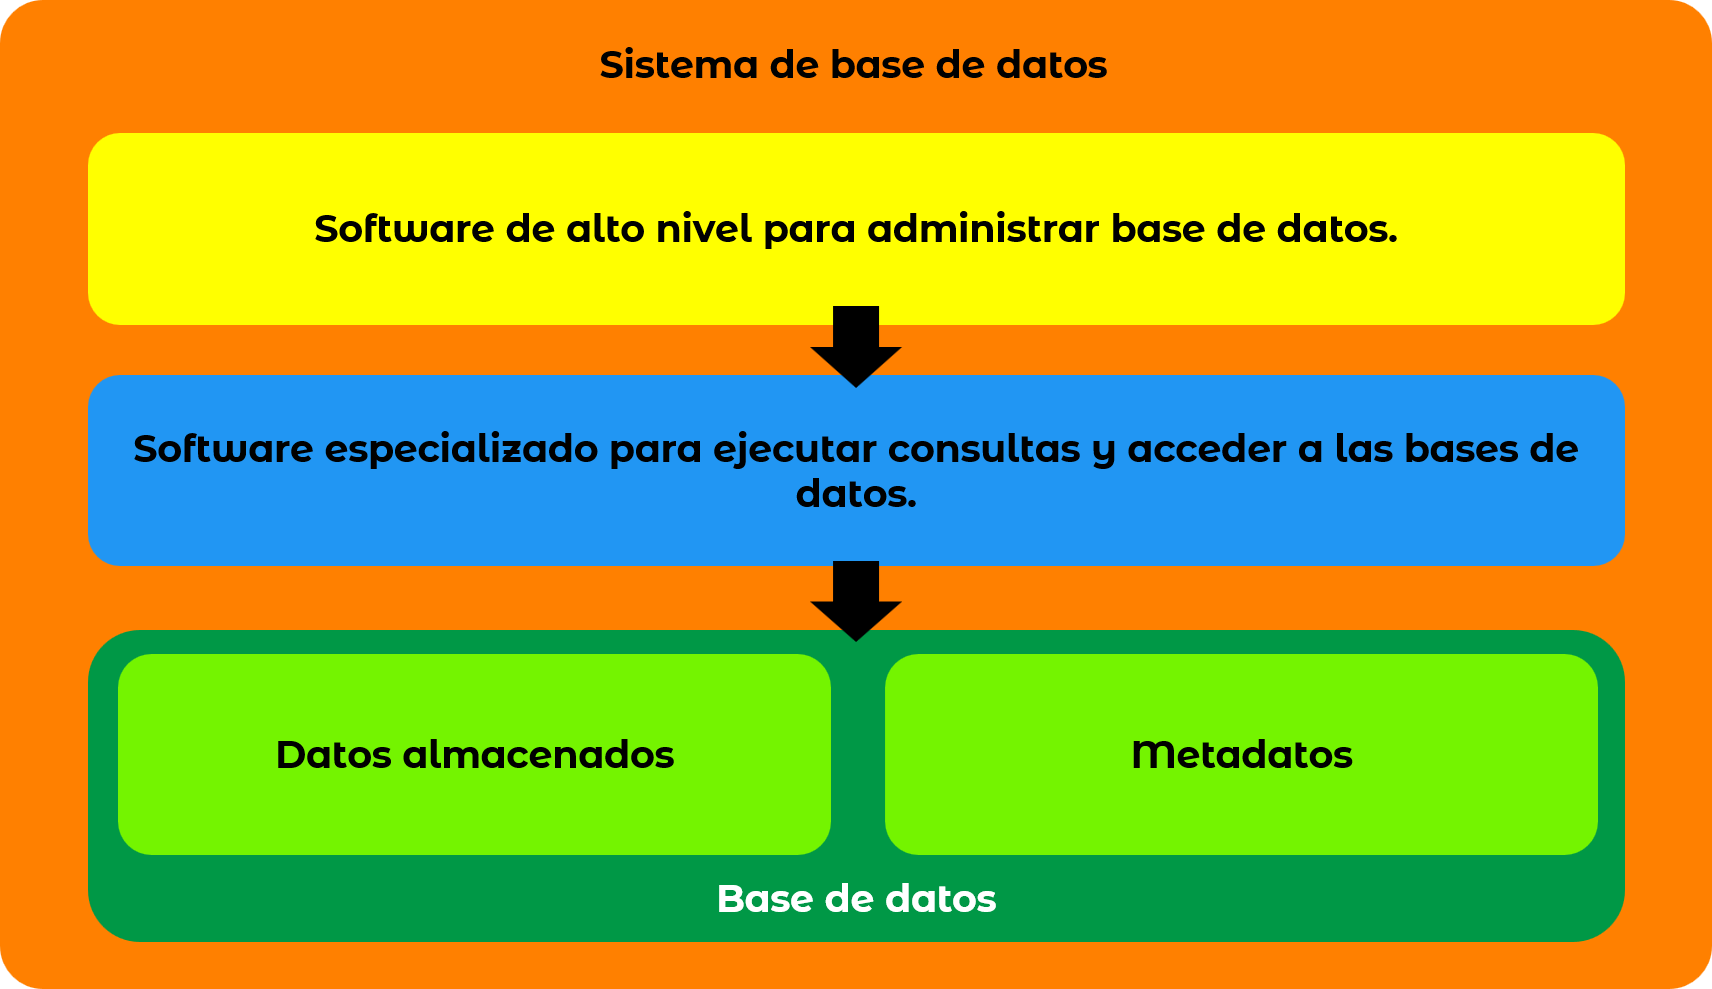 Sistema de base de datos
Software de alto nivel para administrar base de datos.
Software especializado para ejecutar consultas y acceder a las bases de
datos.
Datos almacenados
Metadatos
Base de datos